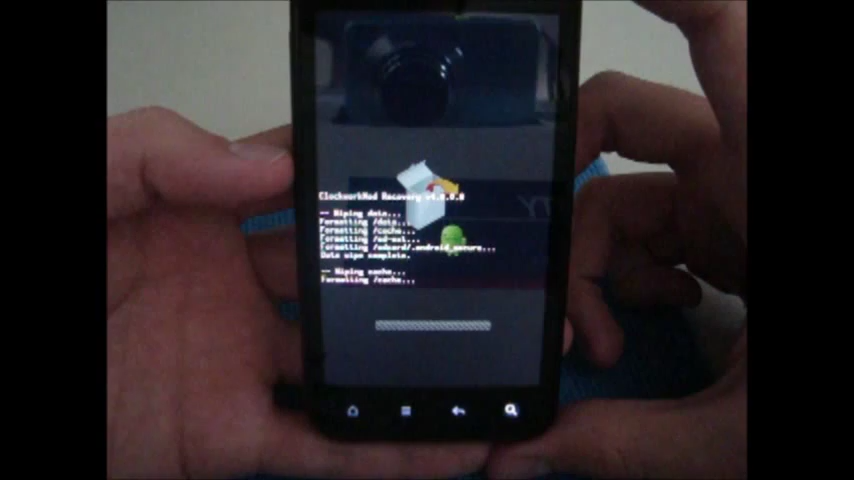 ClockworkMod Recovery v4.0.0.0
-- Wiping data...
Formatting /data...
Formatting /cache...
Formatting /sd-ext...
Formatting /sdcard/.android_secure...
Data wipe complete.
-- Wiping cache...
Formatting /cache...